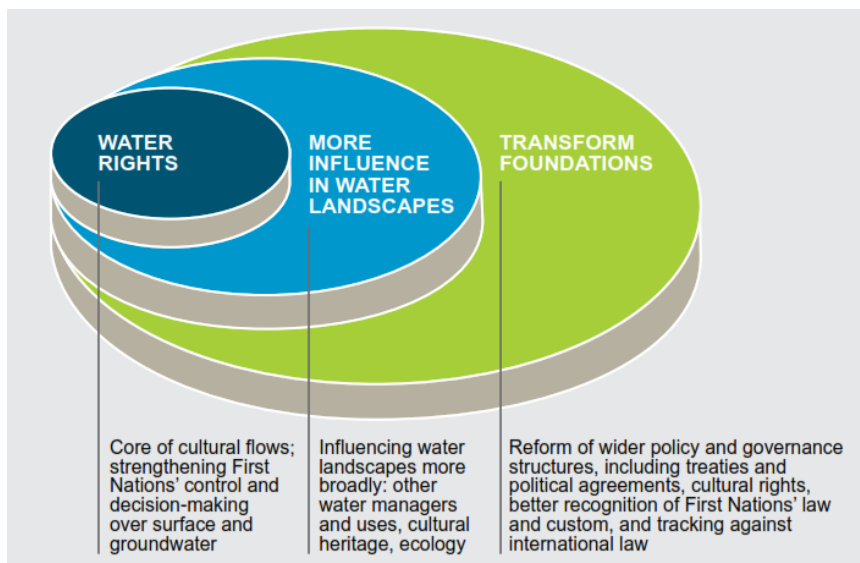 WATER
RIGHTS
MORE
INFLUENCE
IN WATER
LANDSCAPES
TRANSFORM
FOUNDATIONS
Core of cultural flows;
strengthening First
Nations’ control and
decision-making
over surface and
groundwater
Influencing water
landscapes more
broadly: other
water managers
and uses, cultural
heritage, ecology
Reform of wider policy and governance
structures, including treaties and
political agreements, cultural rights,
better recognition of First Nations’ law
and custom, and tracking against
international law